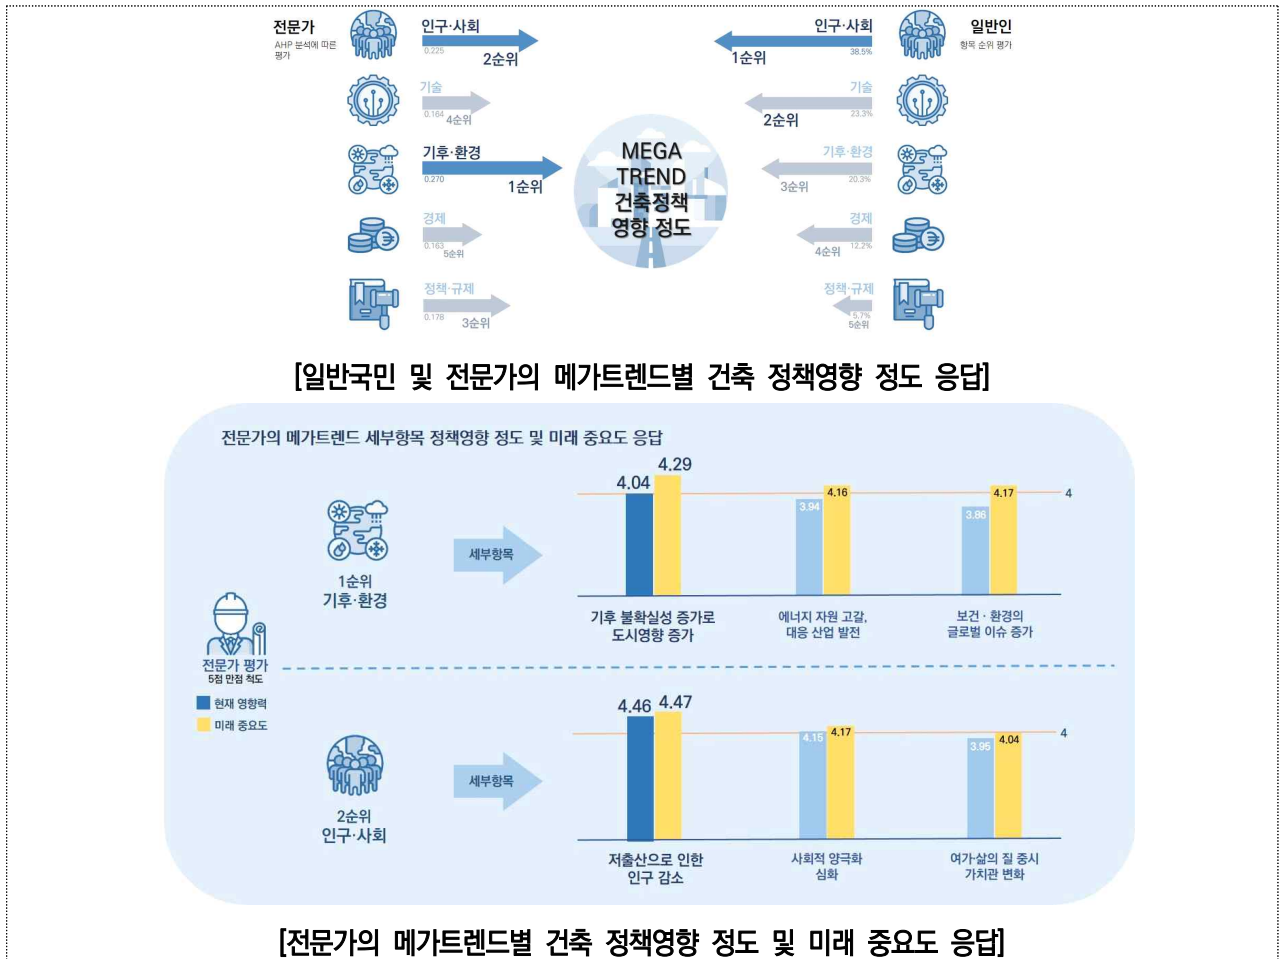 전문가
AHP 분석에 따른
평가
인구·사회
0.225
2순위
기술
0.164
4순위
기후·환경
0.270
1순위
경제
0.163
5순위
정책·규제
0.178
3순위
MEGA
TREND
건축정책
영향 정도
일반인
항목 순위 평가
인구·사회
38.5%
1순위
기술
23.3%
2순위
기후·환경
20.3%
3순위
경제
12.2%
4순위
정책·규제
5.7%
5순위
[일반국민 및 전문가의 메가트렌드별 건축 정책영향 정도 응답]
전문가의 메가트렌드 세부항목 정책영향 정도 및 미래 중요도 응답
전문가 평가
5점 만점 척도
현재 영향력
미래 중요도
1순위
기후·환경
세부항목
4.04
4.29
3.94
4.16
3.86
4.17
4
기후 불확실성 증가로
도시영향 증가
에너지 자원 고갈,
대응 산업 발전
보건·환경의
글로벌 이슈 증가
2순위
인구·사회
세부항목
4.46
4.47
4.15
4.17
3.95
4.04
4
저출산으로 인한
인구 감소
사회적 양극화
심화
여가·삶의 질 중시
가치관 변화
[전문가의 메가트렌드별 건축 정책영향 정도 및 미래 중요도 응답]